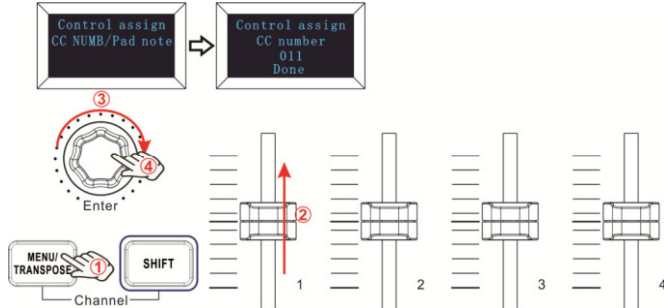 Control assign
CC NUMB/Pad note
Control assign
CC number
011
Done
③
④
Enter
②
MENU/
TRANSPOSE
①
SHIFT
Channel
1
2
3
4